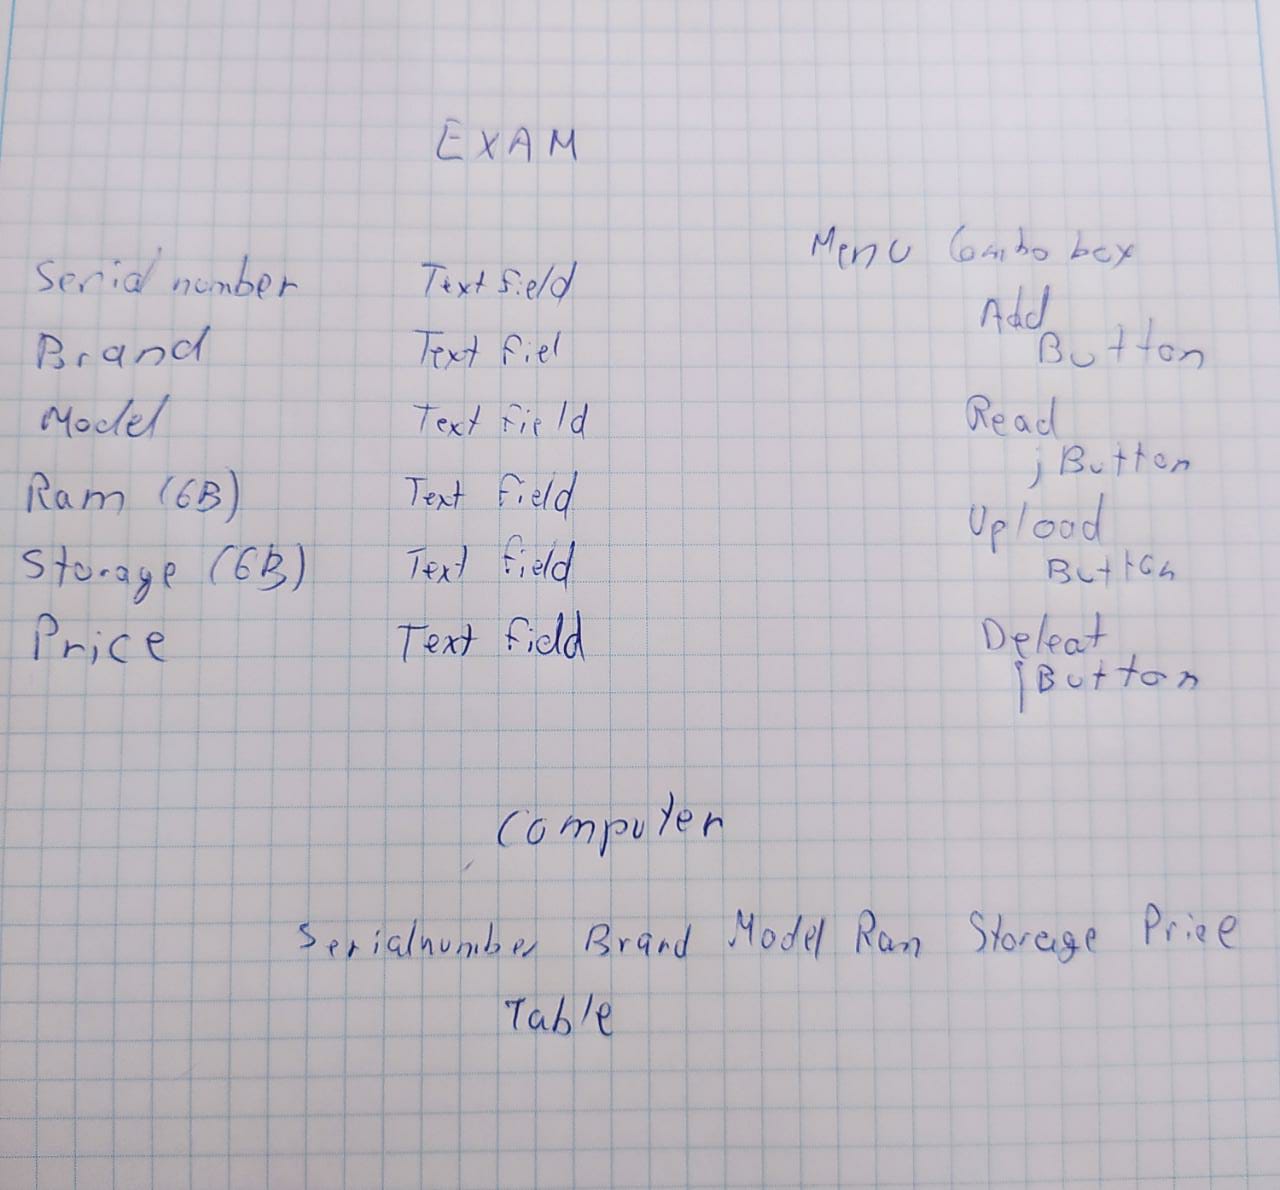 EXAM
Menu Combo box
Serial number Text field
Add
Button
Brand Text fiel
Model Text field
Read
jButton
Ram (GB) Text field
Upload
Button
Storage (GB) Text field
Deleat
jButton
Price Text field
Computer
Serialnumber Brand Model Ram Storage Price
Table